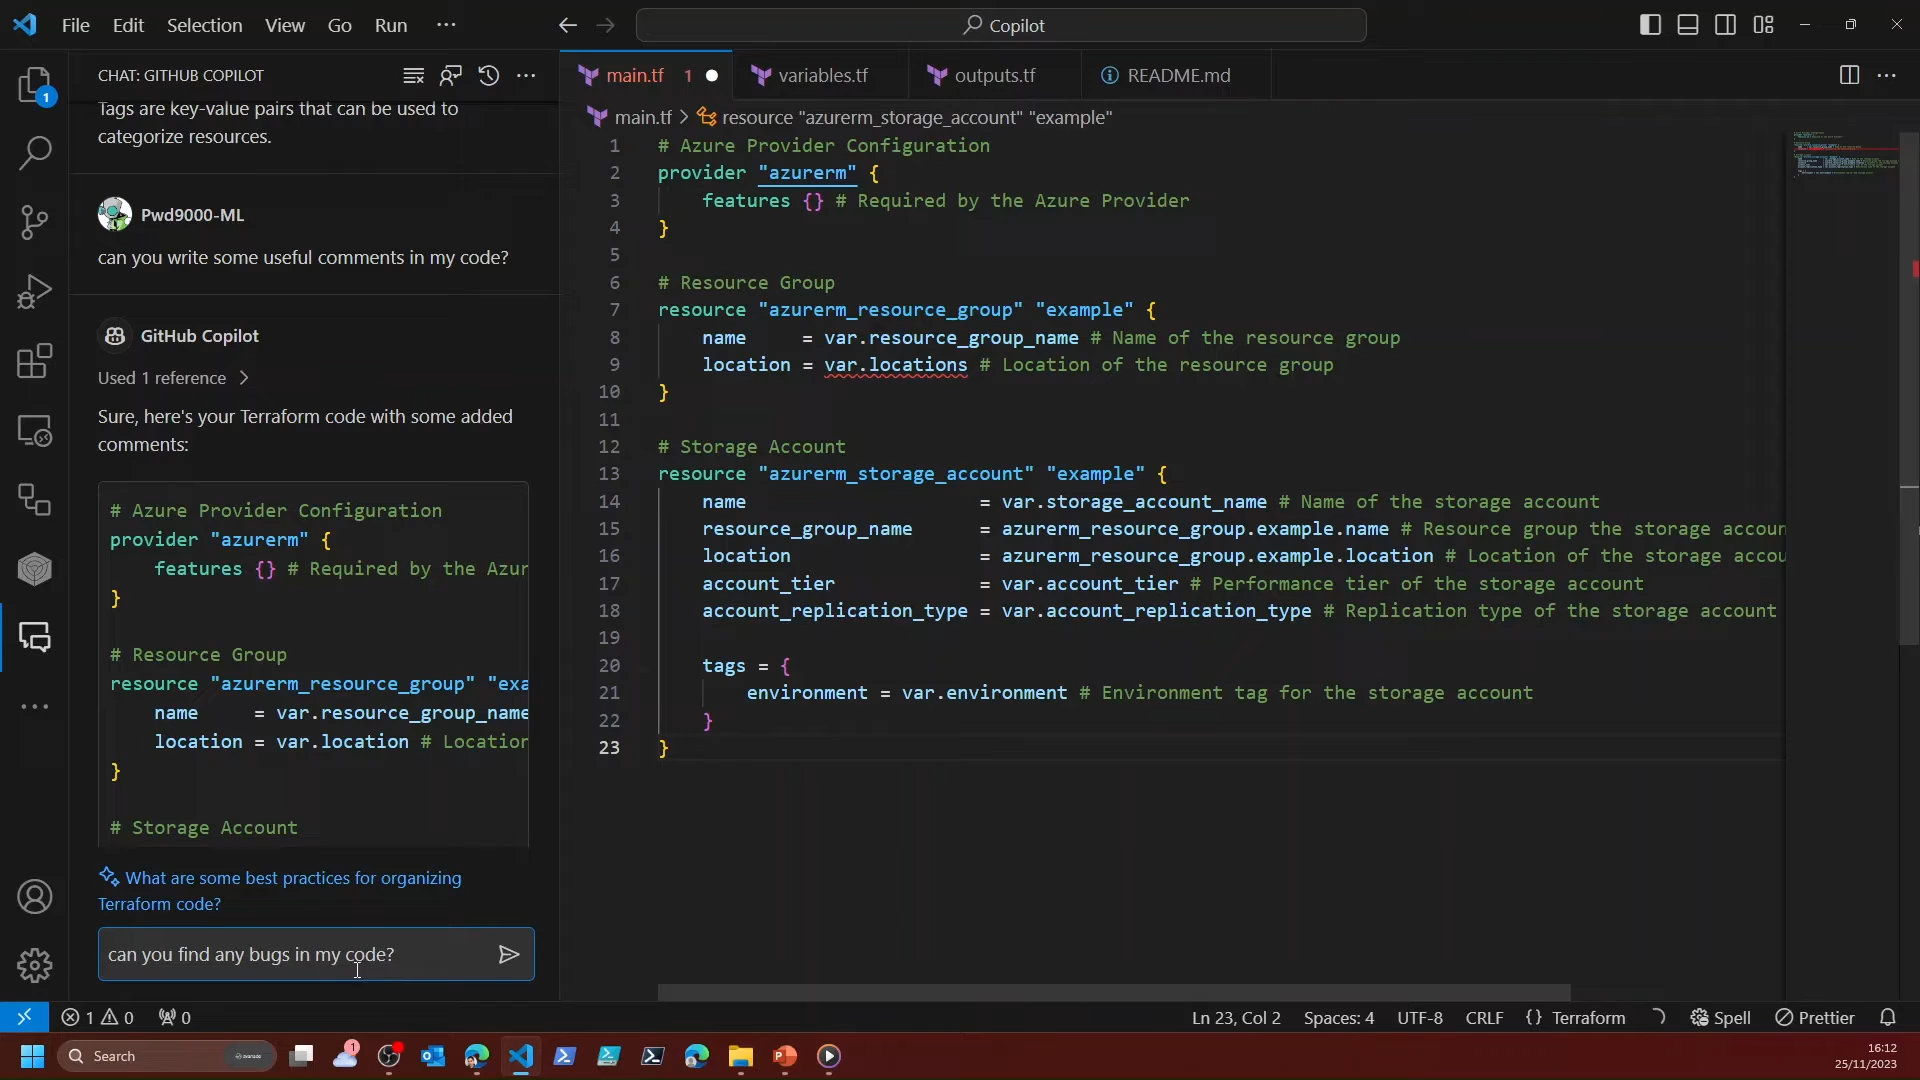 File Edit Selection View Go Run ···
Copilot
CHAT: GITHUB COPILOT
Tags are key-value pairs that can be used to
categorize resources.
Pwd9000-ML
can you write some useful comments in my code?
GitHub Copilot
Used 1 reference >
Sure, here's your Terraform code with some added
comments:
# Azure Provider Configuration
provider "azurerm" {
features {} # Required by the Azur
}
# Resource Group
resource "azurerm_resource_group" "exa
name = var.resource_group_name
location = var.location # Location
}
# Storage Account
What are some best practices for organizing
Terraform code?
can you find any bugs in my code?
main.tf 1
variables.tf
outputs.tf
README.md
main.tf > resource "azurerm_storage_account" "example"
1 # Azure Provider Configuration
2 provider "azurerm" {
3 features {} # Required by the Azure Provider
4 }
5
6 # Resource Group
7 resource "azurerm_resource_group" "example" {
8 name = var.resource_group_name # Name of the resource group
9 location = var.locations # Location of the resource group
10 }
11
12 # Storage Account
13 resource "azurerm_storage_account" "example" {
14 name = var.storage_account_name # Name of the storage account
15 resource_group_name = azurerm_resource_group.example.name # Resource group the storage accoun
16 location = azurerm_resource_group.example.location # Location of the storage accou
17 account_tier = var.account_tier # Performance tier of the storage account
18 account_replication_type = var.account_replication_type # Replication type of the storage account
19
20 tags = {
21 environment = var.environment # Environment tag for the storage account
22 }
23 }
1 0 0
Ln 23, Col 2 Spaces: 4 UTF-8 CRLF {} Terraform Spell Prettier
Search
1
16:12
25/11/2023